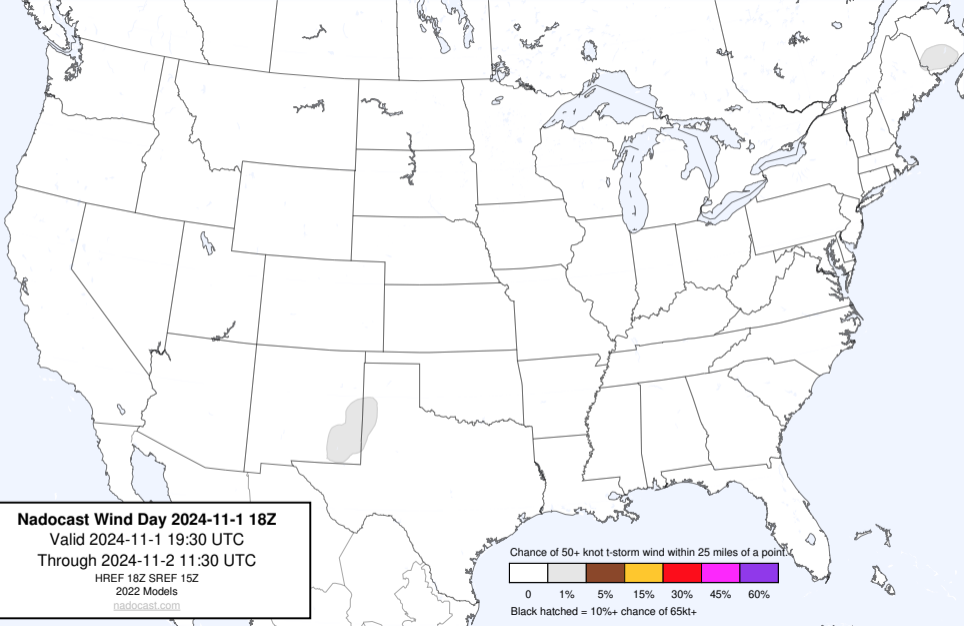 Nadocast Wind Day 2024-11-1 18Z
Valid 2024-11-1 19:30 UTC
Through 2024-11-2 11:30 UTC
HREF 18Z SREF 15Z
2022 Models
nadocast.com
Chance of 50+ knot t-storm wind within 25 miles of a point.
0 1% 5% 15% 30% 45% 60%
Black hatched = 10%+ chance of 65kt+